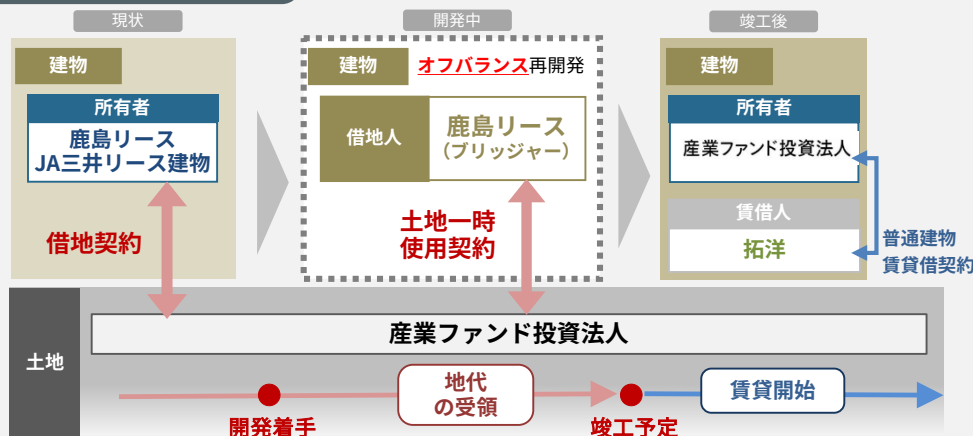 現状
開発中
竣工後
建物
所有者
鹿島リース
JA三井リース建物
借地契約
建物
オフバランス再開発
借地人
鹿島リース
（ブリッジャー）
土地一時
使用契約
建物
所有者
産業ファンド投資法人
賃借人
拓洋
普通建物
賃貸借契約
土地
産業ファンド投資法人
地代
の受領
賃貸開始
開発着手
竣工予定